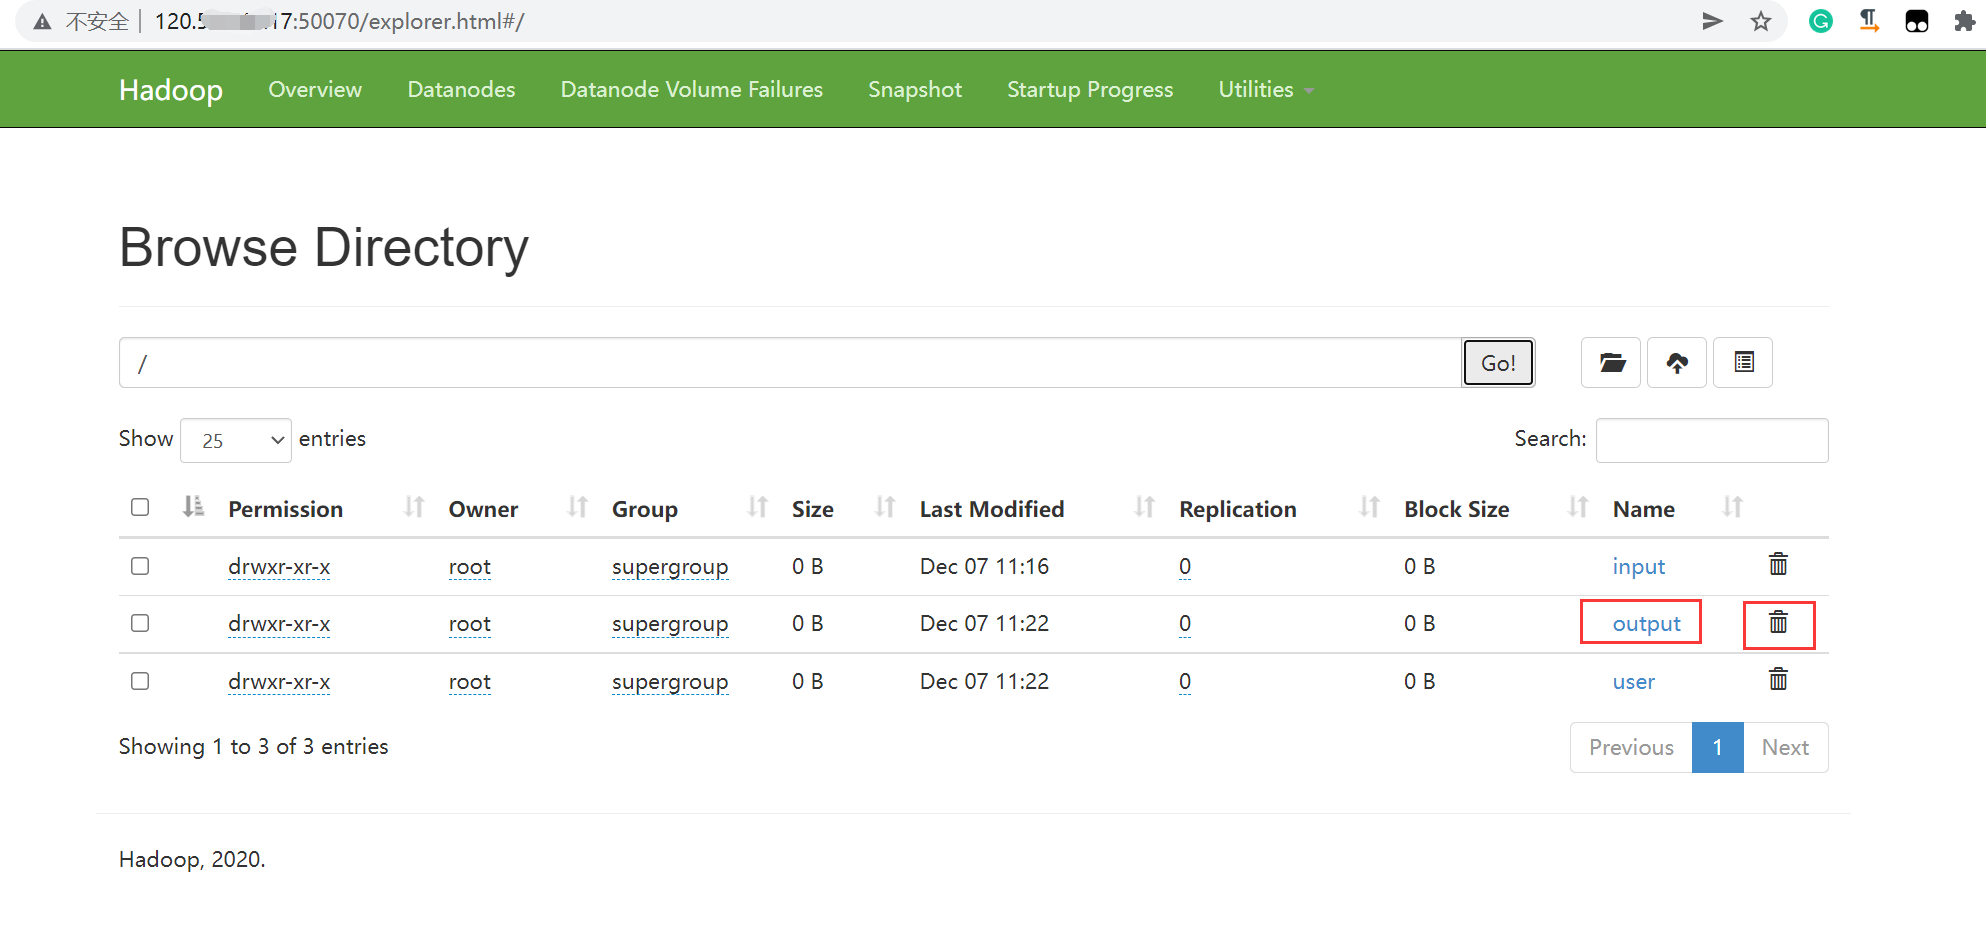 不安全 120.5 17:50070/explorer.html#/
Hadoop Overview Datanodes Datanode Volume Failures Snapshot Startup Progress Utilities
Browse Directory
/ Go!
Show 25 entries Search:
Permission Owner Group Size Last Modified Replication Block Size Name
drwxr-xr-x root supergroup 0 B Dec 07 11:16 0 0 B input
drwxr-xr-x root supergroup 0 B Dec 07 11:22 0 0 B output
drwxr-xr-x root supergroup 0 B Dec 07 11:22 0 0 B user
Showing 1 to 3 of 3 entries Previous 1 Next
Hadoop, 2020.